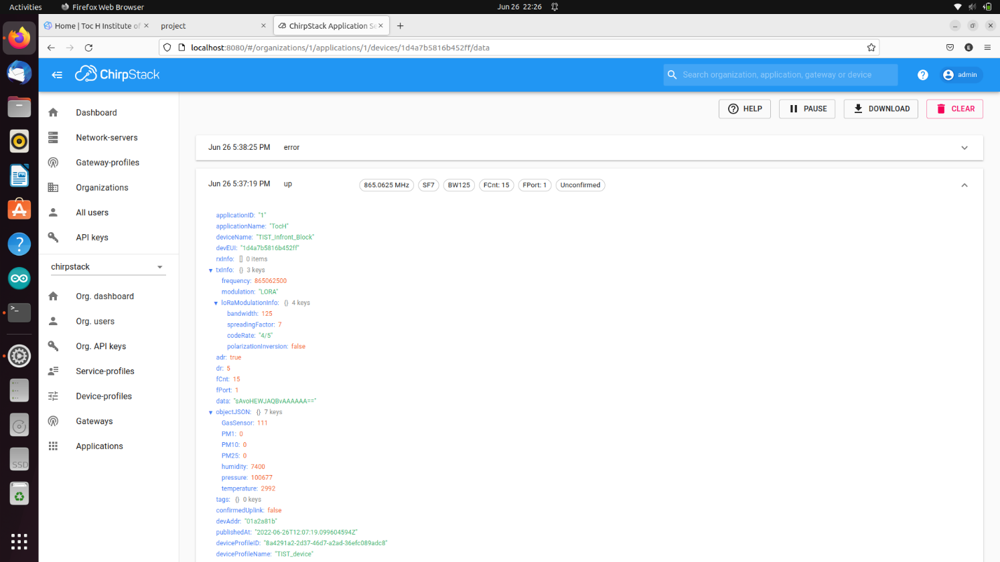 Activities
Firefox Web Browser
Jun 26 22:26
Home | Toc H Institute of
project
ChirpStack Application Se
localhost:8080/#/organizations/1/applications/1/devices/1d4a7b5816b452ff/data
E
ChirpStack
Search organization, application, gateway or device
admin
HELP
PAUSE
DOWNLOAD
CLEAR
Dashboard
Network-servers
Gateway-profiles
Organizations
All users
API keys
chirpstack
Org. dashboard
Org. users
Org. API keys
Service-profiles
Device-profiles
Gateways
Applications
SSD
Jun 26 5:38:25 PM error
Jun 26 5:37:19 PM up 865.0625 MHz SF7 BW125 FCnt: 15 FPort: 1 Unconfirmed
applicationID: "1"
applicationName: "TocH"
deviceName: "TIST_Infront_Block"
devEUI: "1d4a7b5816b452ff"
rxInfo: [] 0 items
txInfo: {} 3 keys
frequency: 865062500
modulation: "LORA"
loRaModulationInfo: {} 4 keys
bandwidth: 125
spreadingFactor: 7
codeRate: "4/5"
polarizationInversion: false
adr: true
dr: 5
fCnt: 15
fPort: 1
data: "sAvoHEWJAQBvAAAAAA=="
objectJSON: {} 7 keys
GasSensor: 111
PM1: 0
PM10: 0
PM25: 0
humidity: 7400
pressure: 100677
temperature: 2992
tags: {} 0 keys
confirmedUplink: false
devAddr: "01a2a81b"
publishedAt: "2022-06-26T12:07:19.099604594Z"
deviceProfileID: "8a4291a2-2d37-46d7-a2ad-36efc089adc8"
deviceProfileName: "TIST_device"